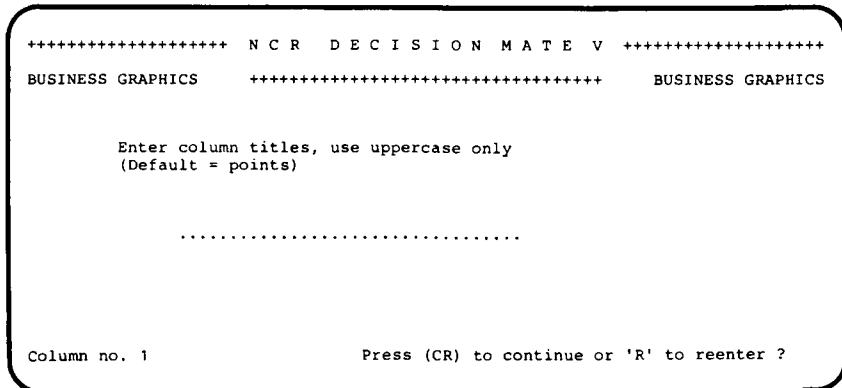 ++++++++++++++++++++ N C R D E C I S I O N M A T E V ++++++++++++++++++++
BUSINESS GRAPHICS +++++++++++++++++++++++++++++++++++ BUSINESS GRAPHICS
Enter column titles, use uppercase only
(Default = points)
..................................
Column no. 1 Press (CR) to continue or 'R' to reenter ?